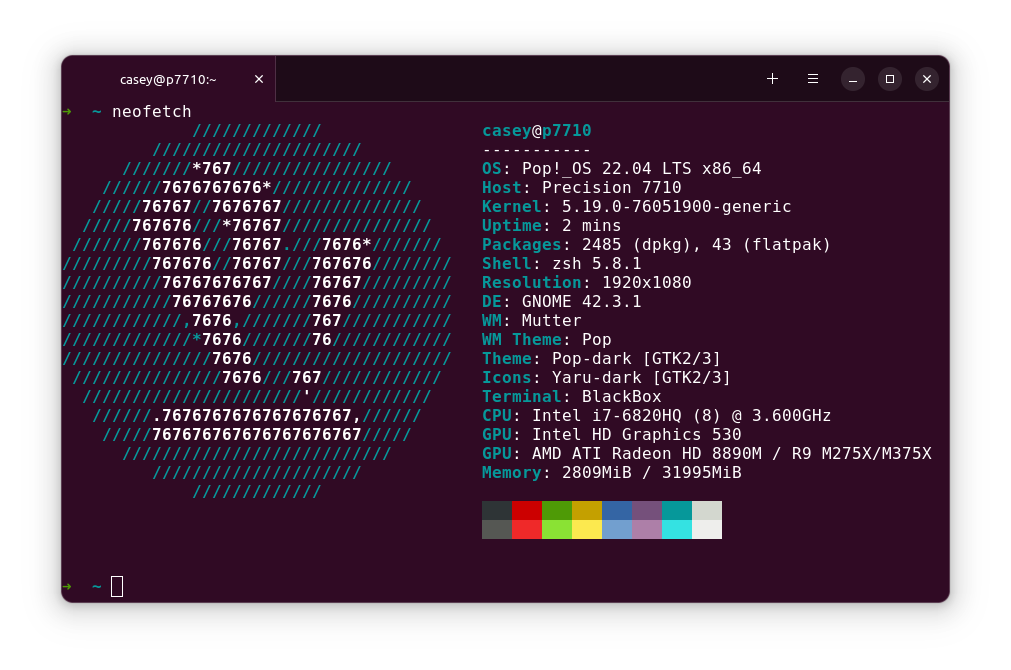 casey@p7710:~
➜  ~ neofetch
             /////////////                casey@p7710
         /////////////////////            -----------
      ///////*767////////////////         OS: Pop!_OS 22.04 LTS x86_64
    //////7676767676*//////////////       Host: Precision 7710
   /////76767//7676767//////////////      Kernel: 5.19.0-76051900-generic
  /////767676///*76767///////////////     Uptime: 2 mins
 ///////767676///76767.///7676*///////    Packages: 2485 (dpkg), 43 (flatpak)
/////////767676//76767///767676////////   Shell: zsh 5.8.1
//////////76767676767////76767/////////   Resolution: 1920x1080
///////////76767676//////7676//////////   DE: GNOME 42.3.1
////////////,7676,///////767///////////   WM: Mutter
/////////////*7676///////76////////////   WM Theme: Pop
///////////////7676////////////////////   Theme: Pop-dark [GTK2/3]
 ///////////////7676///767////////////    Icons: Yaru-dark [GTK2/3]
  //////////////////////'////////////     Terminal: BlackBox
   //////.7676767676767676767,//////      CPU: Intel i7-6820HQ (8) @ 3.600GHz
    /////767676767676767676767/////       GPU: Intel HD Graphics 530
      ///////////////////////////         GPU: AMD ATI Radeon HD 8890M / R9 M275X/M375X
         /////////////////////            Memory: 2809MiB / 31995MiB
             /////////////
➜  ~